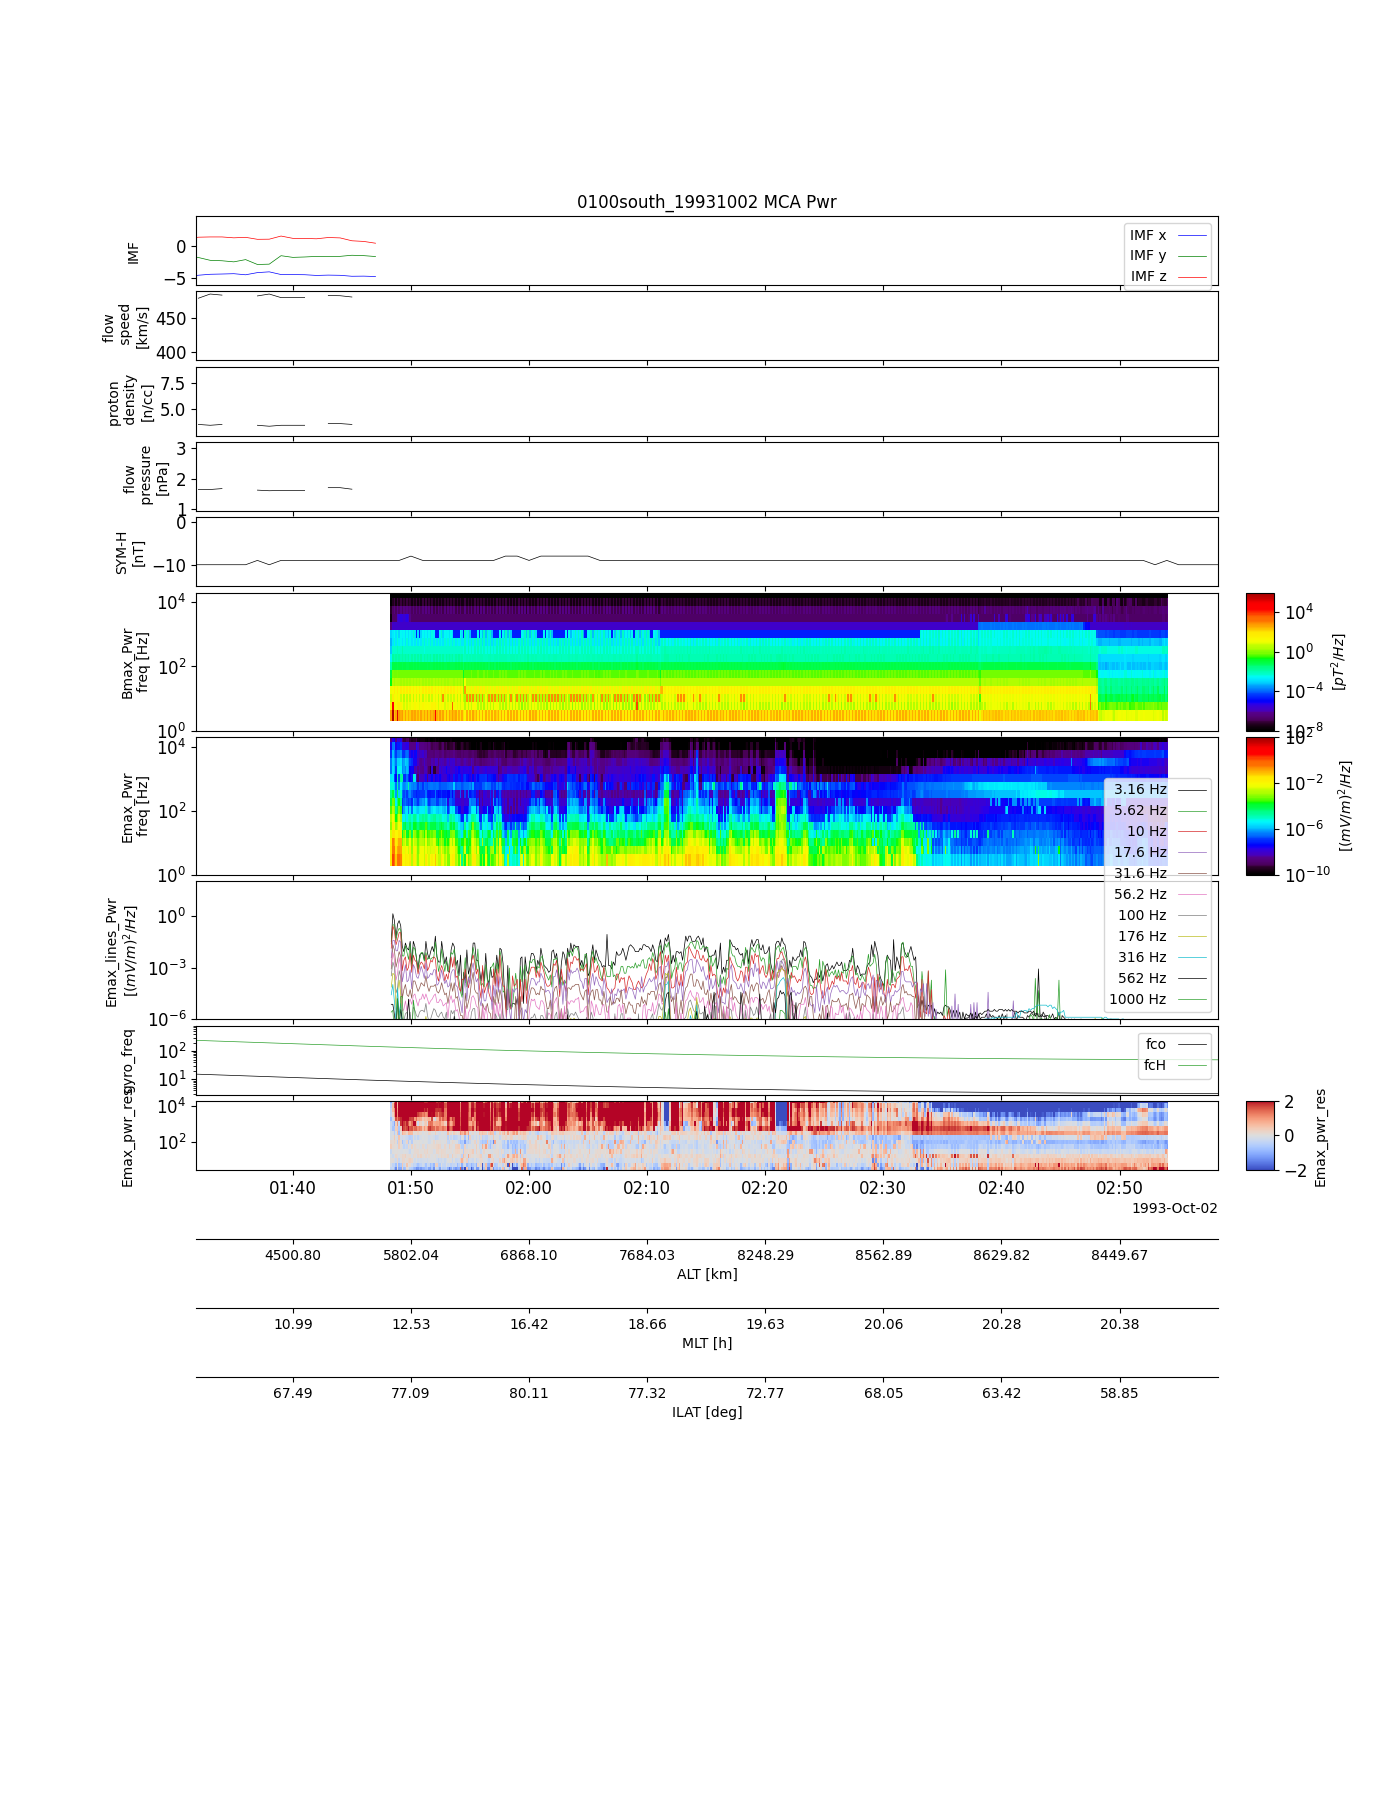 0100south_19931002 MCA Pwr
IMF
0
−5
IMF x
IMF y
IMF z
flow
speed
[km/s]
450
400
proton
density
[n/cc]
7.5
5.0
flow
pressure
[nPa]
3
2
1
SYM-H
[nT]
0
−10
Bmax_Pwr
freq [Hz]
10^4
10^2
10^0
10^4
10^0
10^−4
10^−8
[pT^2/Hz]
Emax_Pwr
freq [Hz]
10^4
10^2
10^0
10^2
10^−2
10^−6
10^−10
[(mV/m)^2/Hz]
3.16 Hz
5.62 Hz
10 Hz
17.6 Hz
31.6 Hz
56.2 Hz
100 Hz
176 Hz
316 Hz
562 Hz
1000 Hz
Emax_lines_Pwr
[(mV/m)^2/Hz]
10^0
10^−3
10^−6
gyro_freq
10^2
10^1
fco
fcH
Emax_pwr_res
10^4
10^2
2
0
−2
Emax_pwr_res
01:40 01:50 02:00 02:10 02:20 02:30 02:40 02:50
1993-Oct-02
4500.80 5802.04 6868.10 7684.03 8248.29 8562.89 8629.82 8449.67
ALT [km]
10.99 12.53 16.42 18.66 19.63 20.06 20.28 20.38
MLT [h]
67.49 77.09 80.11 77.32 72.77 68.05 63.42 58.85
ILAT [deg]